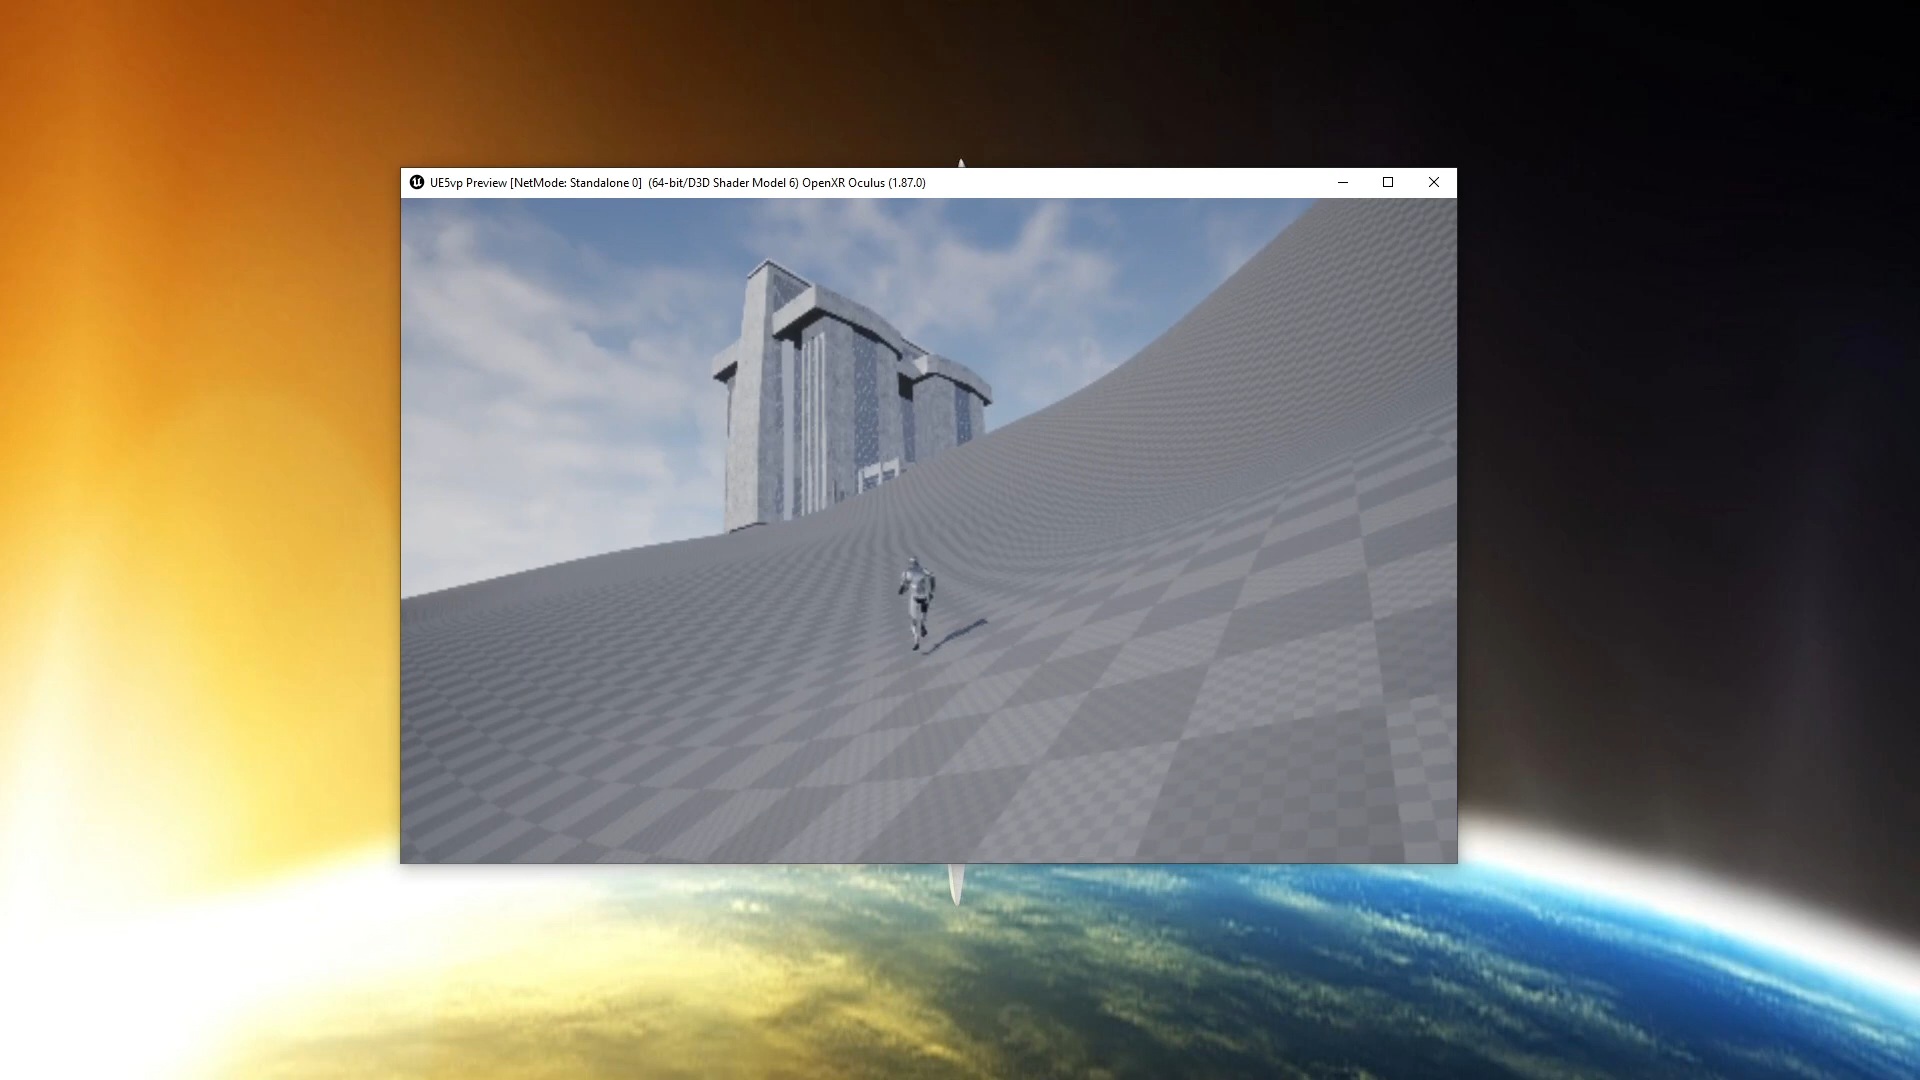 UE5vp Preview [NetMode: Standalone 0]  (64-bit/D3D Shader Model 6) OpenXR Oculus (1.87.0)